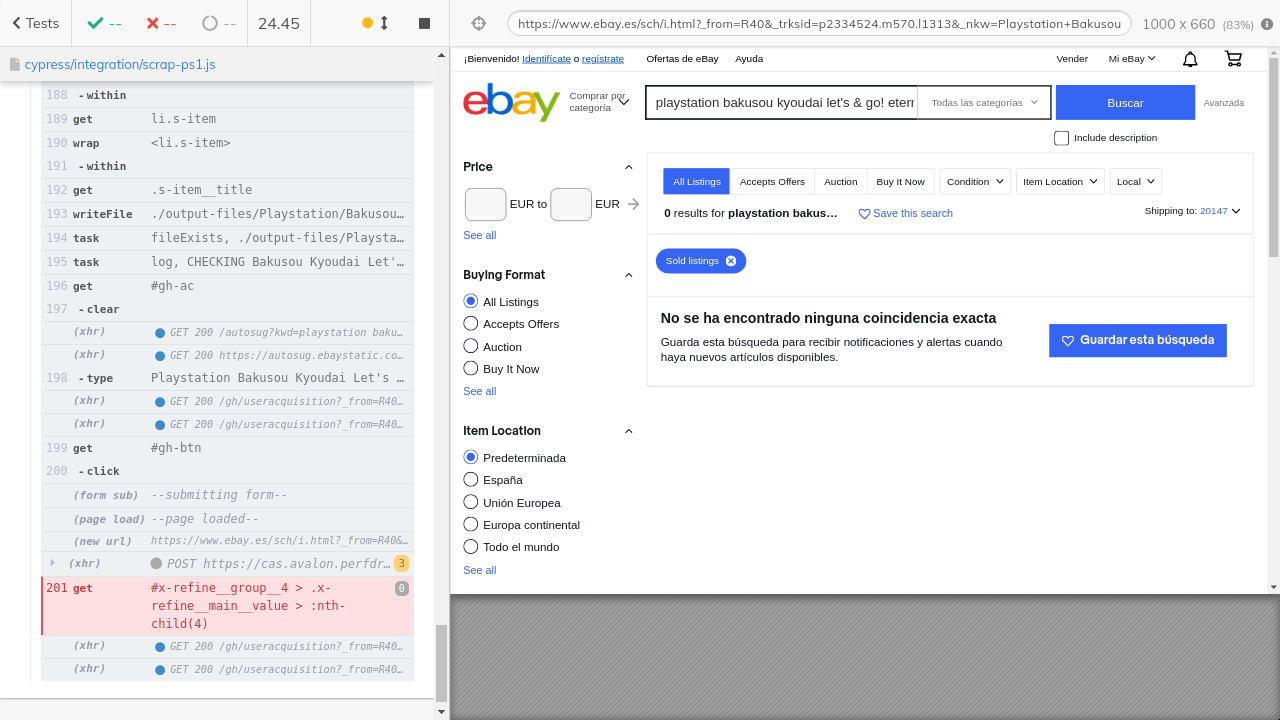 Tests
--
--
--
24.45
https://www.ebay.es/sch/i.html?_from=R40&_trksid=p2334524.m570.l1313&_nkw=Playstation+Bakusou
1000 x 660 (83%)
cypress/integration/scrap-ps1.js
188 - within
189 get li.s-item
190 wrap <li.s-item>
191 - within
192 get .s-item__title
193 writeFile ./output-files/Playstation/Bakusou…
194 task fileExists, ./output-files/Playsta…
195 task log, CHECKING Bakusou Kyoudai Let'…
196 get #gh-ac
197 - clear
(xhr) GET 200 /autosug?kwd=playstation baku…
(xhr) GET 200 https://autosug.ebaystatic.co…
198 - type Playstation Bakusou Kyoudai Let's …
(xhr) GET 200 /gh/useracquisition?_from=R40…
(xhr) GET 200 /gh/useracquisition?_from=R40…
199 get #gh-btn
200 - click
(form sub) --submitting form--
(page load) --page loaded--
(new url) https://www.ebay.es/sch/i.html?_from=R40&…
(xhr) POST https://cas.avalon.perfdr… 3
201 get #x-refine__group__4 > .x- 0
refine__main__value > :nth-
child(4)
(xhr) GET 200 /gh/useracquisition?_from=R40…
(xhr) GET 200 /gh/useracquisition?_from=R40…
¡Bienvenido! Identifícate o regístrate Ofertas de eBay Ayuda Vender Mi eBay
ebay
Comprar por
categoría
playstation bakusou kyoudai let's & go! eter
Todas las categorías
Buscar
Avanzada
Include description
Price
EUR to EUR
See all
Buying Format
All Listings
Accepts Offers
Auction
Buy It Now
See all
Item Location
Predeterminada
España
Unión Europea
Europa continental
Todo el mundo
See all
All Listings Accepts Offers Auction Buy It Now Condition Item Location Local
0 results for playstation bakus… Save this search Shipping to: 20147
Sold listings
No se ha encontrado ninguna coincidencia exacta
Guarda esta búsqueda para recibir notificaciones y alertas cuando
haya nuevos artículos disponibles.
Guardar esta búsqueda